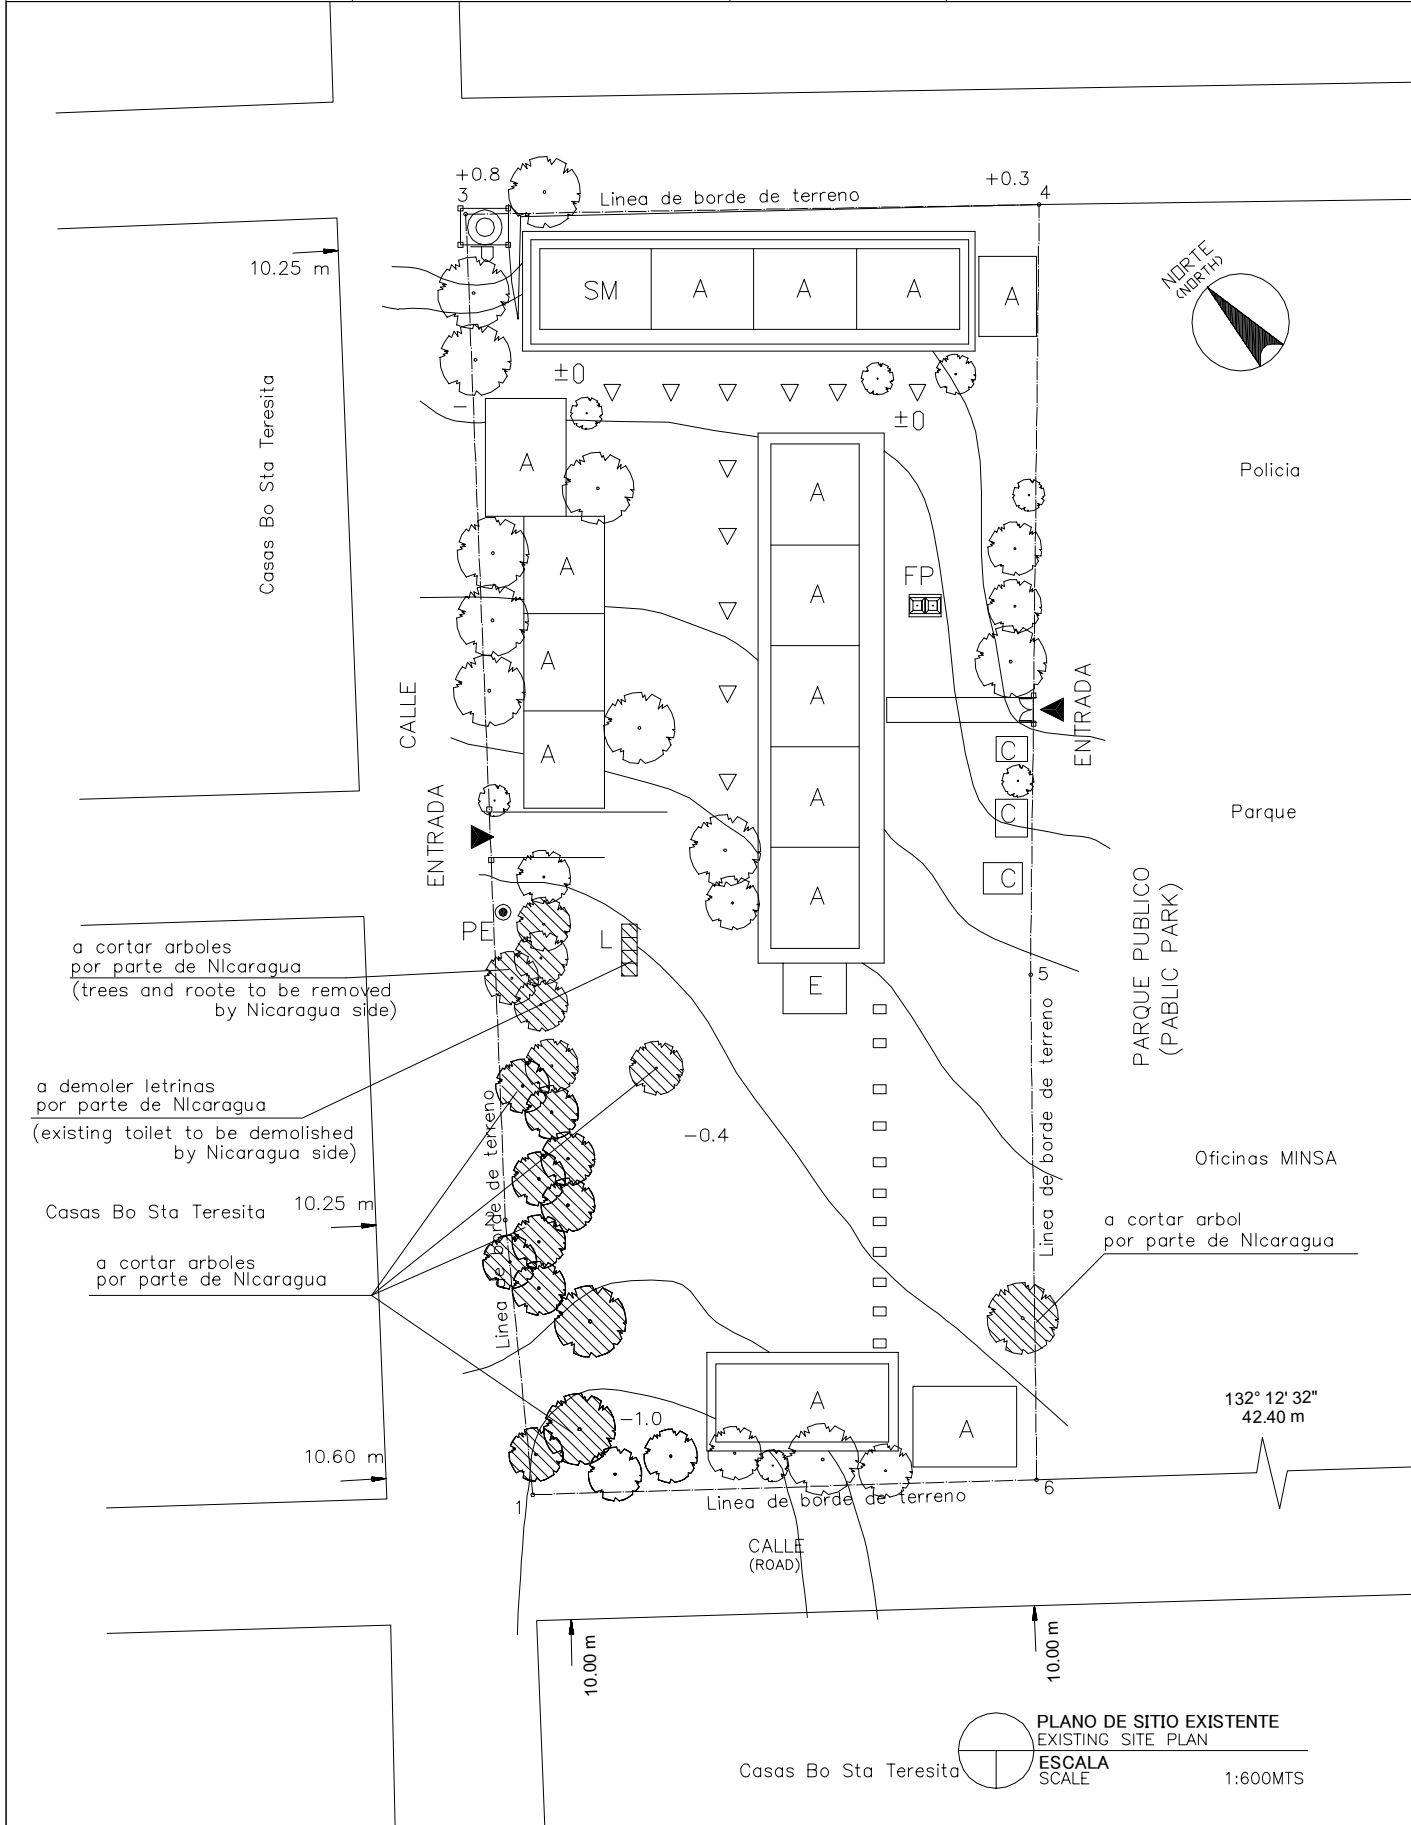 +0.8
3
Linea de borde de terreno
+0.3
4
10.25 m
SM
A
A
A
A
NORTE
(NORTH)
±0
±0
Casas Bo Sta Teresita
A
A
Policia
A
A
FP
A
A
CALLE
A
ENTRADA
C
A
ENTRADA
C
Parque
C
A
PE
L
a cortar arboles
por parte de NIcaragua
(trees and roote to be removed
by Nicaragua side)
E
5
PARQUE PUBLICO
(PABLIC PARK)
Linea de borde de terreno
a demoler letrinas
por parte de NIcaragua
(existing toilet to be demolished
by Nicaragua side)
Linea de borde de terreno
-0.4
Oficinas MINSA
Casas Bo Sta Teresita
10.25 m
2
a cortar arbol
por parte de NIcaragua
a cortar arboles
por parte de NIcaragua
132° 12' 32"
42.40 m
A
-1.0
A
10.60 m
1
Linea de borde de terreno
6
CALLE
(ROAD)
10.00 m
10.00 m
PLANO DE SITIO EXISTENTE
EXISTING SITE PLAN
Casas Bo Sta Teresita
ESCALA
SCALE
1:600MTS